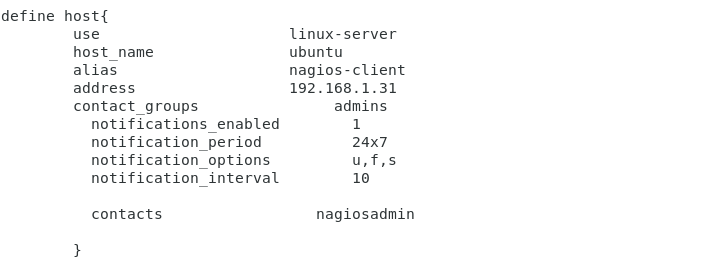 define host{
use linux-server
host_name ubuntu
alias nagios-client
address 192.168.1.31
contact_groups admins
notifications_enabled 1
notification_period 24x7
notification_options u,f,s
notification_interval 10
contacts nagiosadmin
}